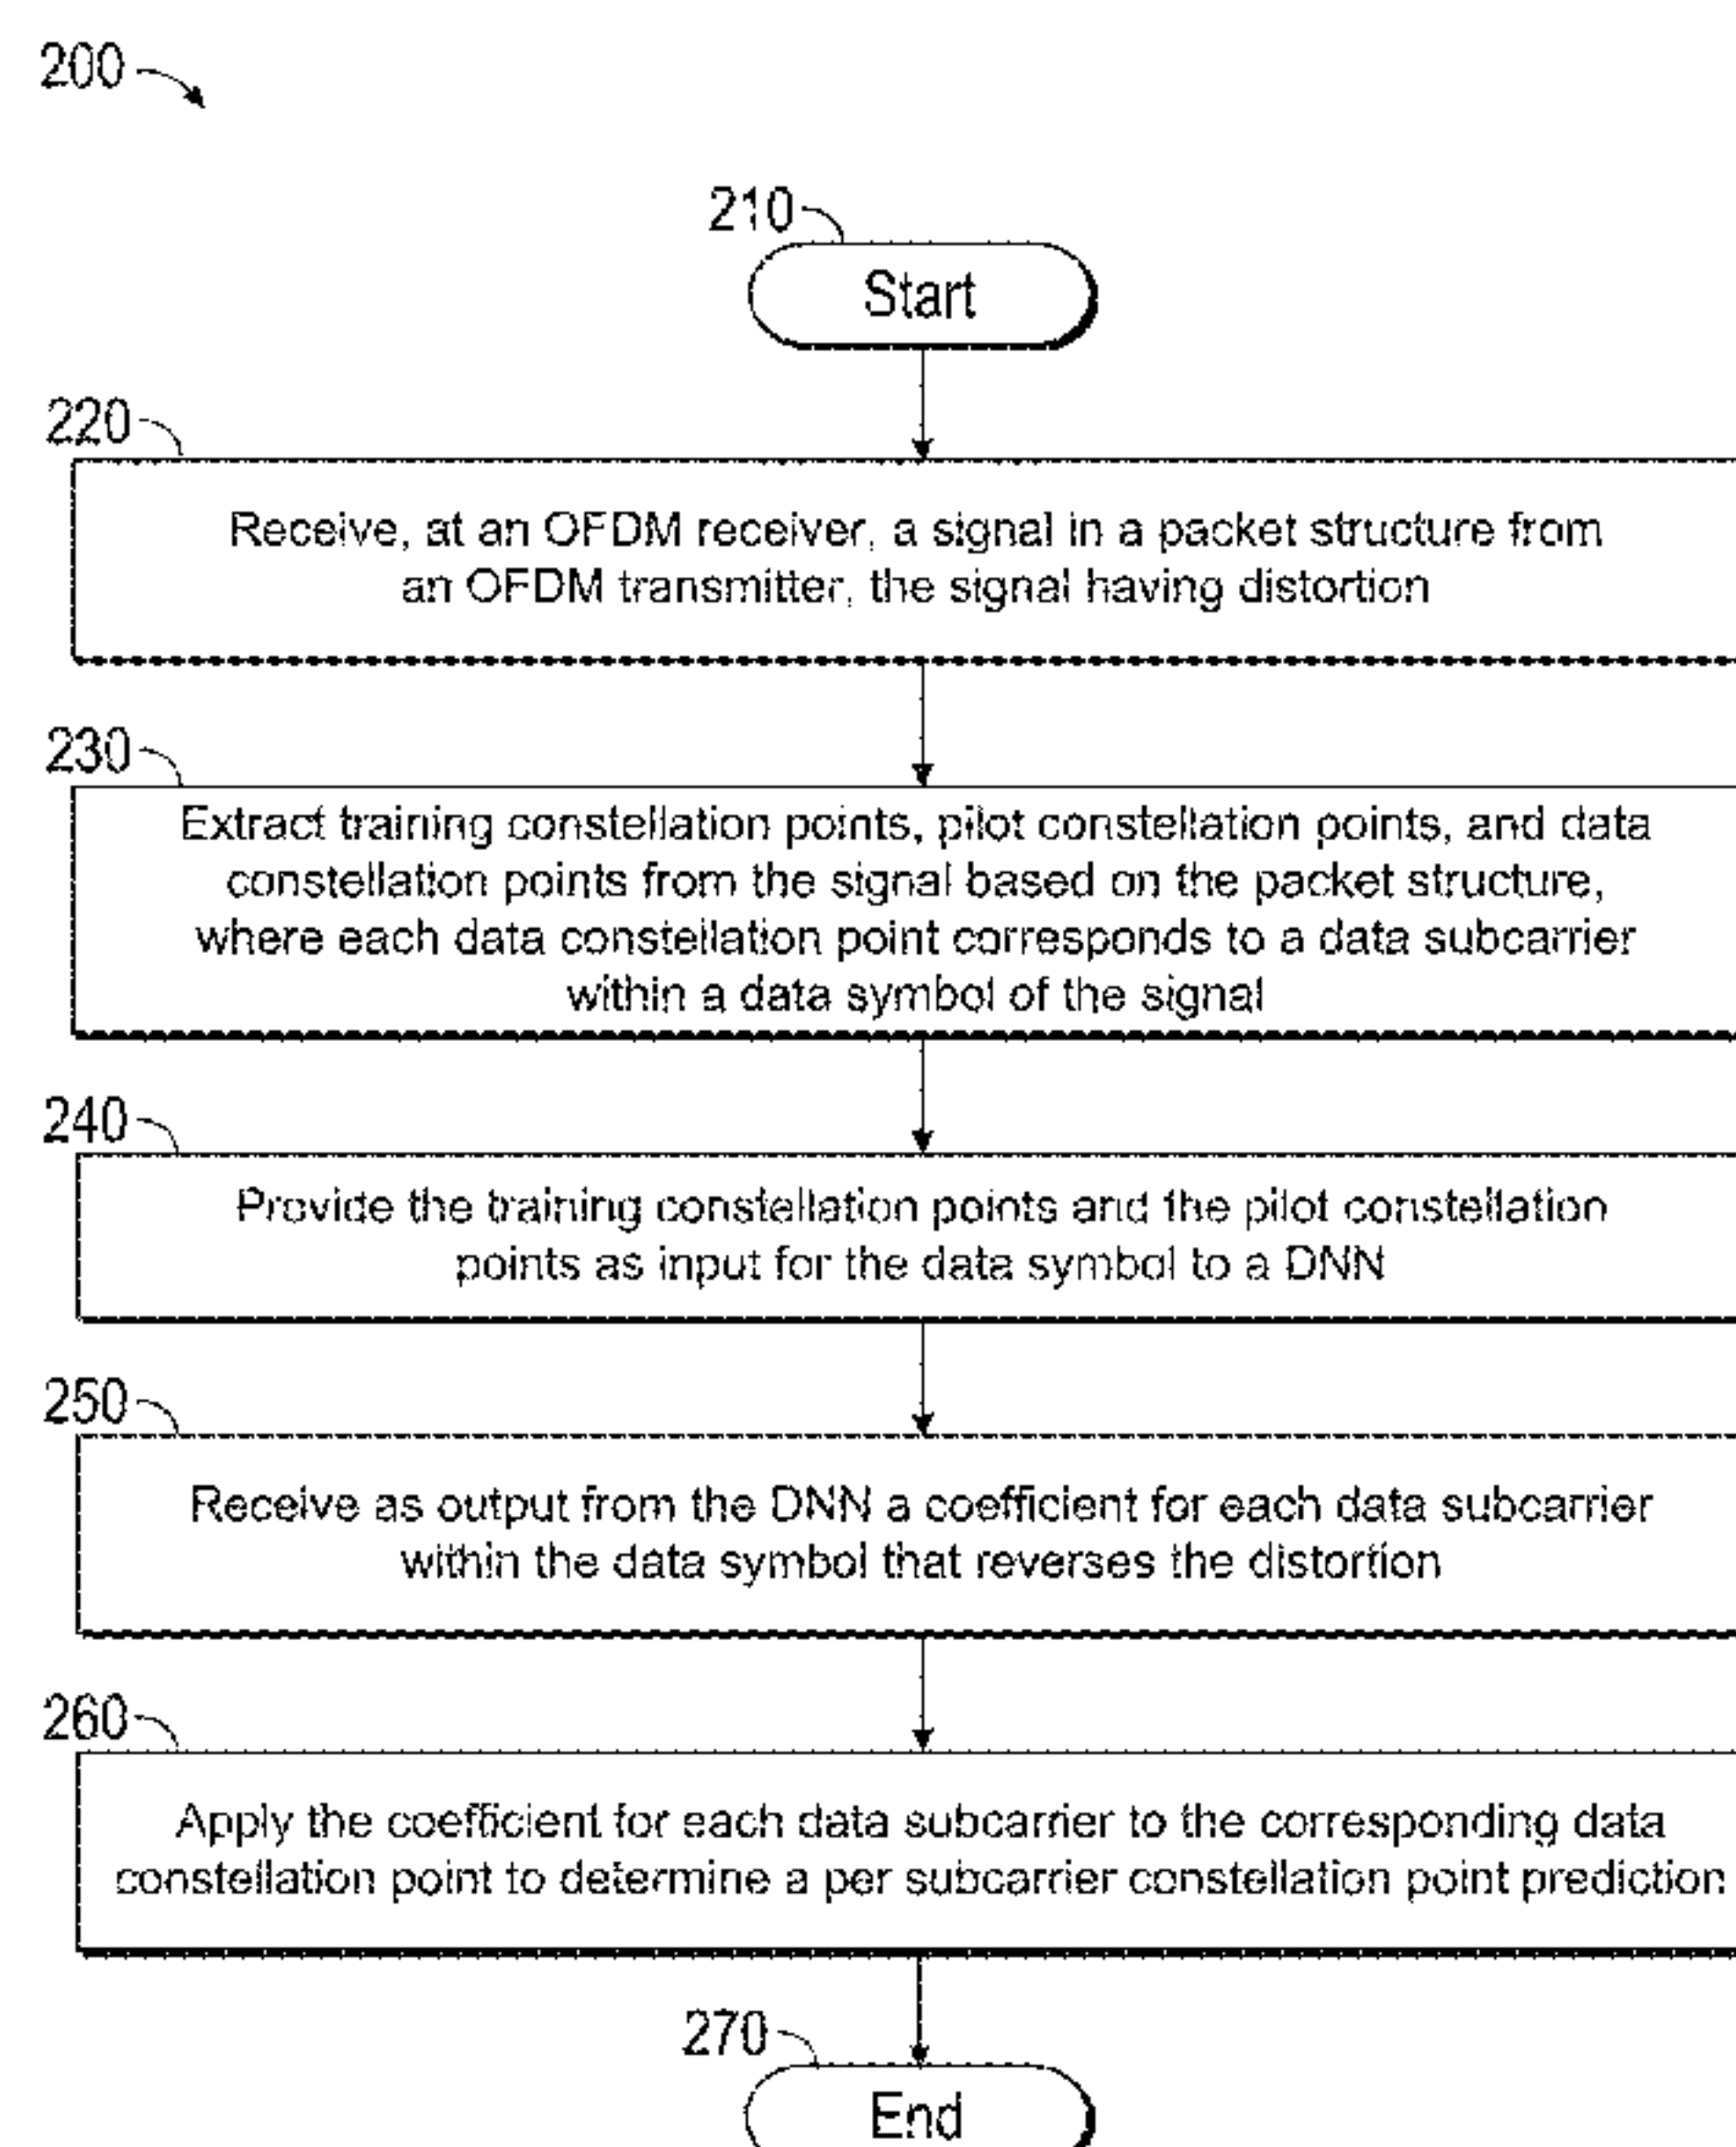 200
210
Start
220
Receive, at an OFDM receiver, a signal in a packet structure from
an OFDM transmitter, the signal having distortion
230
Extract training constellation points, pilot constellation points, and data
constellation points from the signal based on the packet structure,
where each data constellation point corresponds to a data subcarrier
within a data symbol of the signal
240
Provide the training constellation points and the pilot constellation
points as input for the data symbol to a DNN
250
Receive as output from the DNN a coefficient for each data subcarrier
within the data symbol that reverses the distortion
260
Apply the coefficient for each data subcarrier to the corresponding data
constellation point to determine a per subcarrier constellation point prediction
270
End